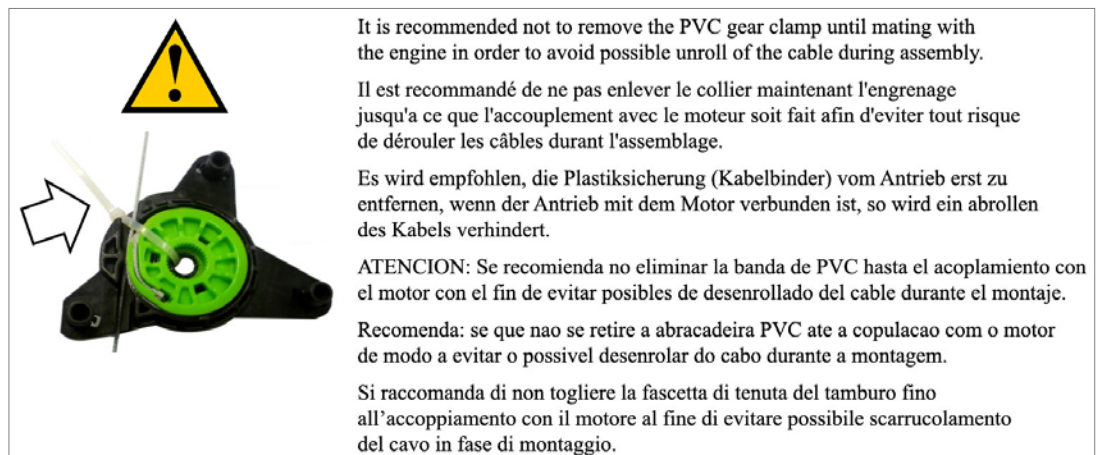 It is recommended not to remove the PVC gear clamp until mating with
the engine in order to avoid possible unroll of the cable during assembly.
Il est recommandé de ne pas enlever le collier maintenant l'engrenage
jusqu'a ce que l'accouplement avec le moteur soit fait afin d'eviter tout risque
de dérouler les câbles durant l'assemblage.
Es wird empfohlen, die Plastiksicherung (Kabelbinder) vom Antrieb erst zu
entfernen, wenn der Antrieb mit dem Motor verbunden ist, so wird ein abrollen
des Kabels verhindert.
ATENCION: Se recomienda no eliminar la banda de PVC hasta el acoplamiento con
el motor con el fin de evitar posibles de desenrollado del cable durante el montaje.
Recomenda: se que nao se retire a abracadeira PVC ate a copulacao com o motor
de modo a evitar o possivel desenrolar do cabo durante a montagem.
Si raccomanda di non togliere la fascetta di tenuta del tamburo fino
all’accoppiamento con il motore al fine di evitare possibile scarrucolamento
del cavo in fase di montaggio.